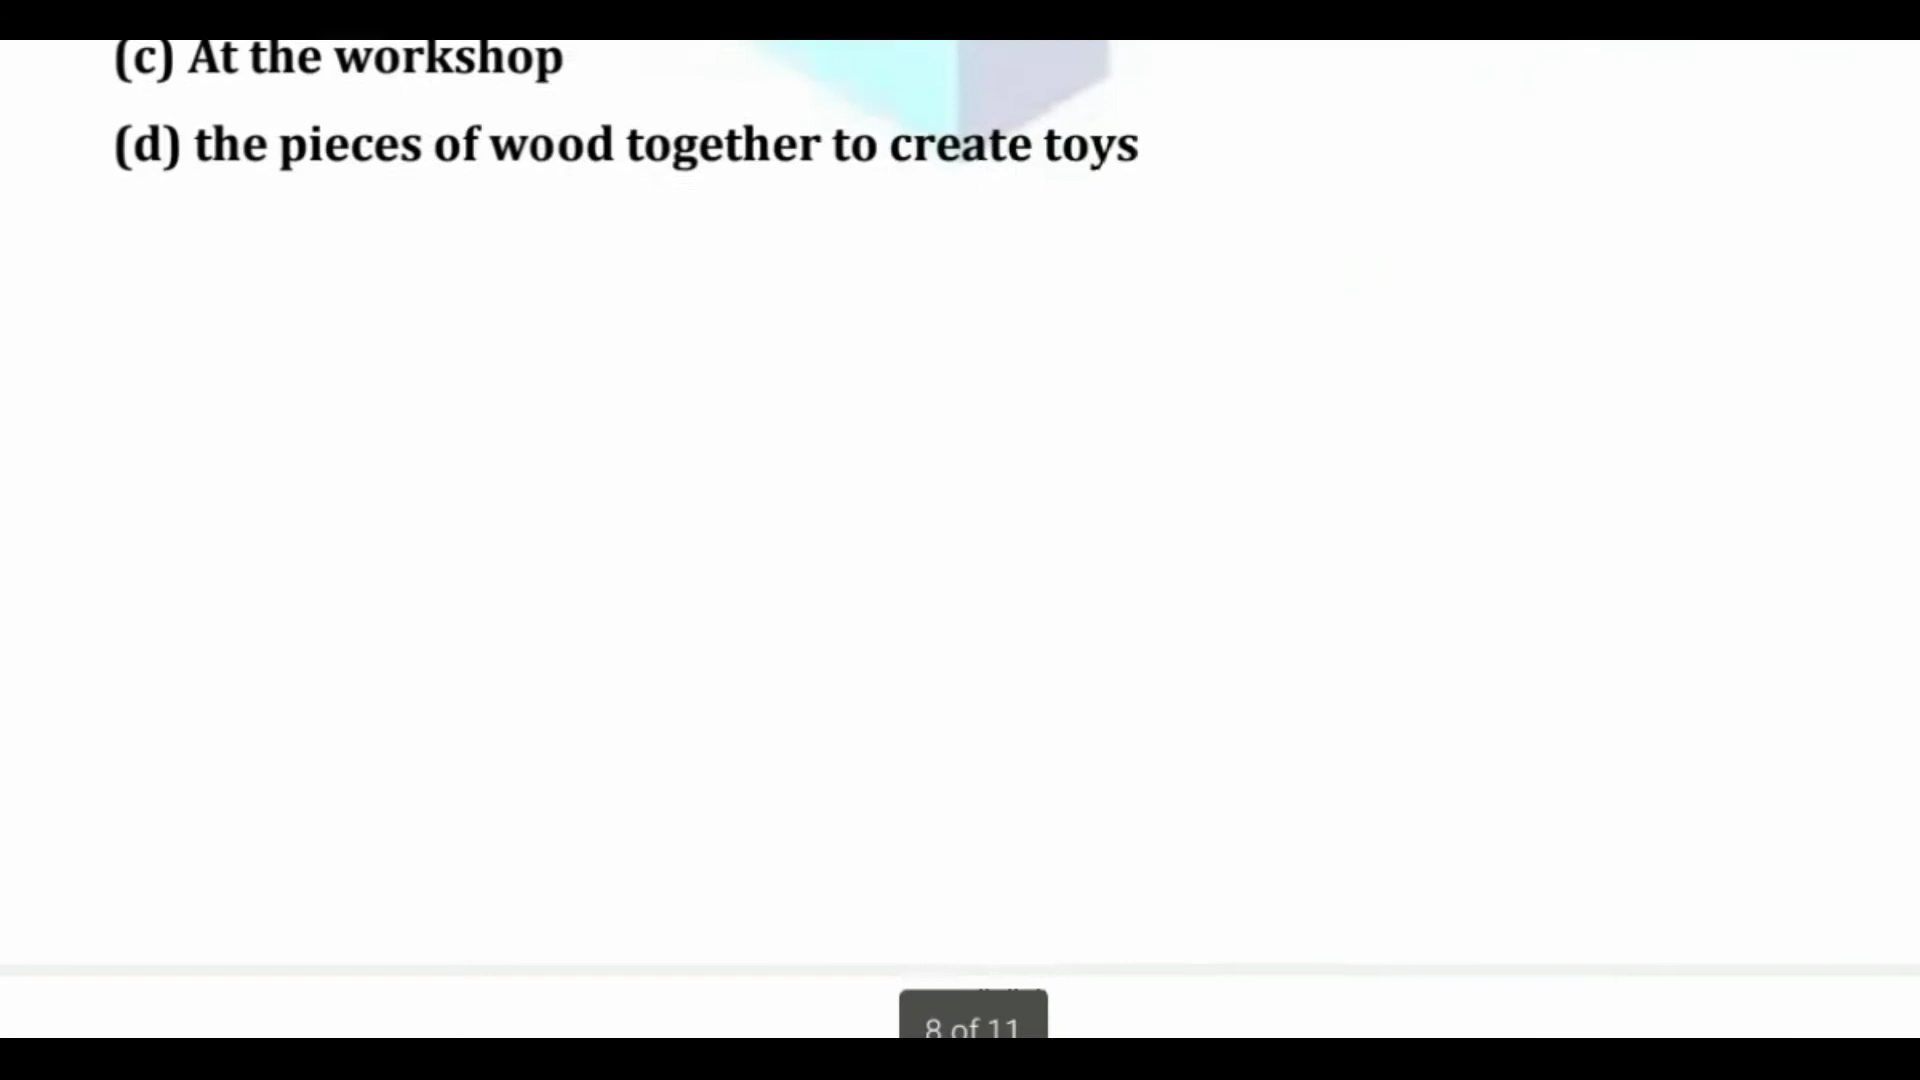 (c) At the workshop
(d) the pieces of wood together to create toys
8 of 11